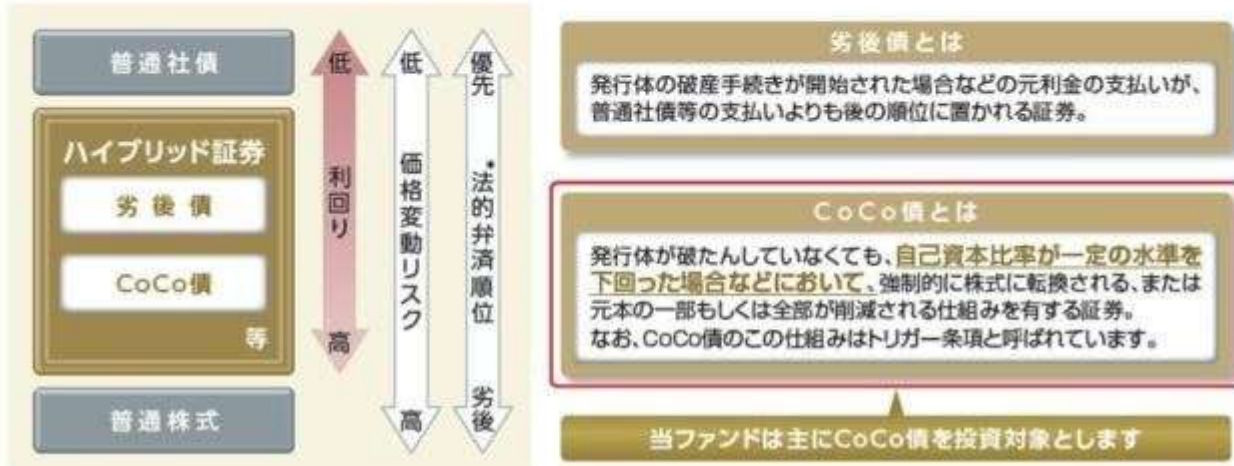 普通社債
ハイブリッド証券
劣後債
CoCo債
等
普通株式
低
利回り
高
低
価格変動リスク
高
優先
*法的弁済順位
劣後
劣後債とは
発行体の破産手続きが開始された場合などの元利金の支払いが、
普通社債等の支払いよりも後の順位に置かれる証券。
CoCo債とは
発行体が破たんしていなくても、自己資本比率が一定の水準を
下回った場合などにおいて、強制的に株式に転換される、または
元本の一部もしくは全部が削減される仕組みを有する証券。
なお、CoCo債のこの仕組みはトリガー条項と呼ばれています。
当ファンドは主にCoCo債を投資対象とします